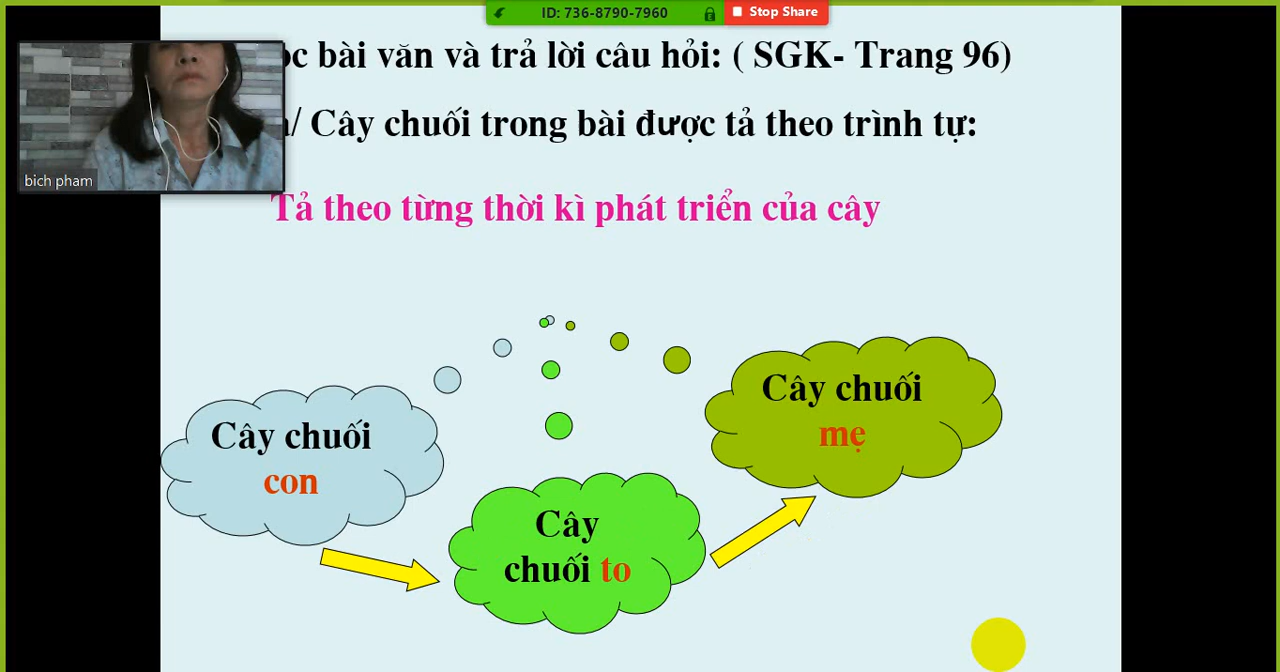 ID: 736-8790-7960
Stop Share
bài văn và trả lời câu hỏi: ( SGK- Trang 96)
/ Cây chuối trong bài được tả theo trình tự:
bich pham
Tả theo từng thời kì phát triển của cây
Cây chuối
con
Cây
chuối to
Cây chuối
mẹ